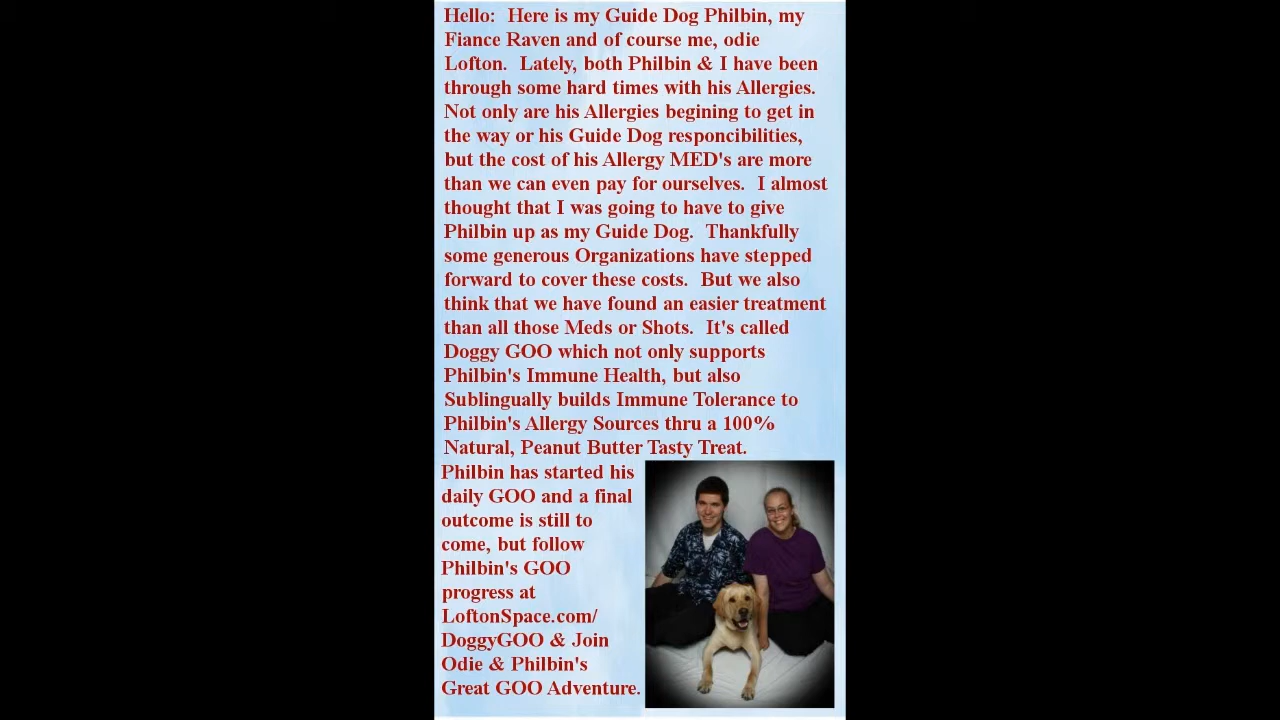 Hello:  Here is my Guide Dog Philbin, my
Fiance Raven and of course me, odie
Lofton.  Lately, both Philbin & I have been
through some hard times with his Allergies.
Not only are his Allergies begining to get in
the way or his Guide Dog responcibilities,
but the cost of his Allergy MED's are more
than we can even pay for ourselves.  I almost
thought that I was going to have to give
Philbin up as my Guide Dog.  Thankfully
some generous Organizations have stepped
forward to cover these costs.  But we also
think that we have found an easier treatment
than all those Meds or Shots.  It's called
Doggy GOO which not only supports
Philbin's Immune Health, but also
Sublingually builds Immune Tolerance to
Philbin's Allergy Sources thru a 100%
Natural, Peanut Butter Tasty Treat.
Philbin has started his
daily GOO and a final
outcome is still to
come, but follow
Philbin's GOO
progress at
LoftonSpace.com/
DoggyGOO & Join
Odie & Philbin's
Great GOO Adventure.